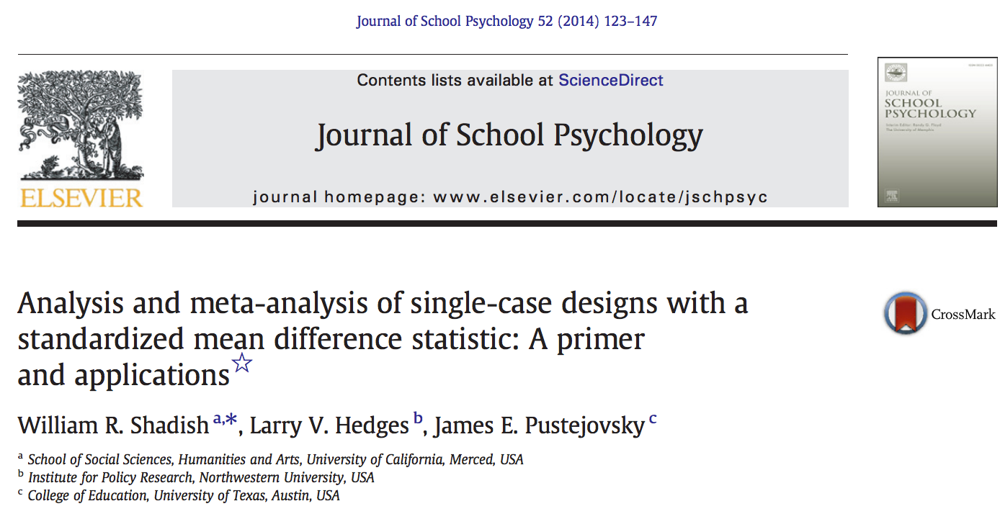 Journal of School Psychology 52 (2014) 123–147
Contents lists available at ScienceDirect
Journal of School Psychology
journal homepage: www.elsevier.com/locate/jschpsyc
ELSEVIER
JOURNAL OF
SCHOOL
PSYCHOLOGY
Interim Editor: Randy G. Floyd
The University of Memphis
Analysis and meta-analysis of single-case designs with a
standardized mean difference statistic: A primer
and applications☆
CrossMark
William R. Shadish a,*, Larry V. Hedges b, James E. Pustejovsky c
a School of Social Sciences, Humanities and Arts, University of California, Merced, USA
b Institute for Policy Research, Northwestern University, USA
c College of Education, University of Texas, Austin, USA